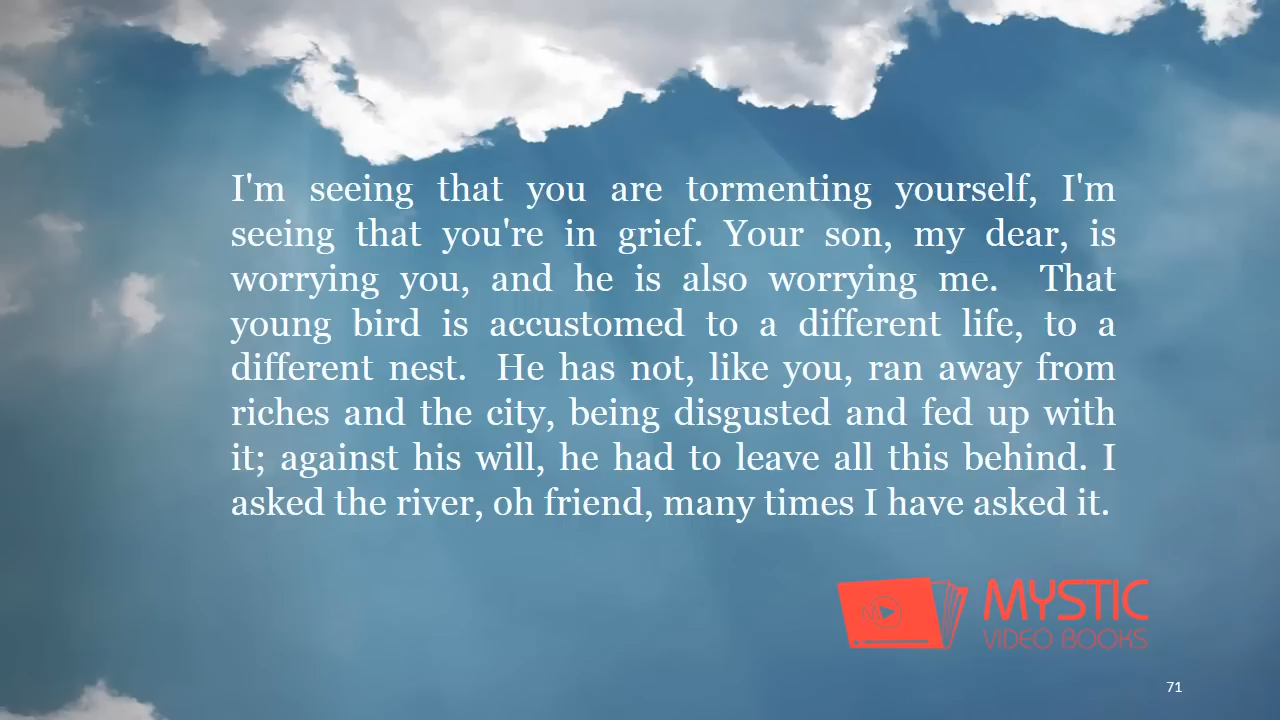 I'm seeing that you are tormenting yourself, I'm
seeing that you're in grief. Your son, my dear, is
worrying you, and he is also worrying me.  That
young bird is accustomed to a different life, to a
different nest.  He has not, like you, ran away from
riches and the city, being disgusted and fed up with
it; against his will, he had to leave all this behind. I
asked the river, oh friend, many times I have asked it.
MYSTIC
VIDEO BOOKS
71